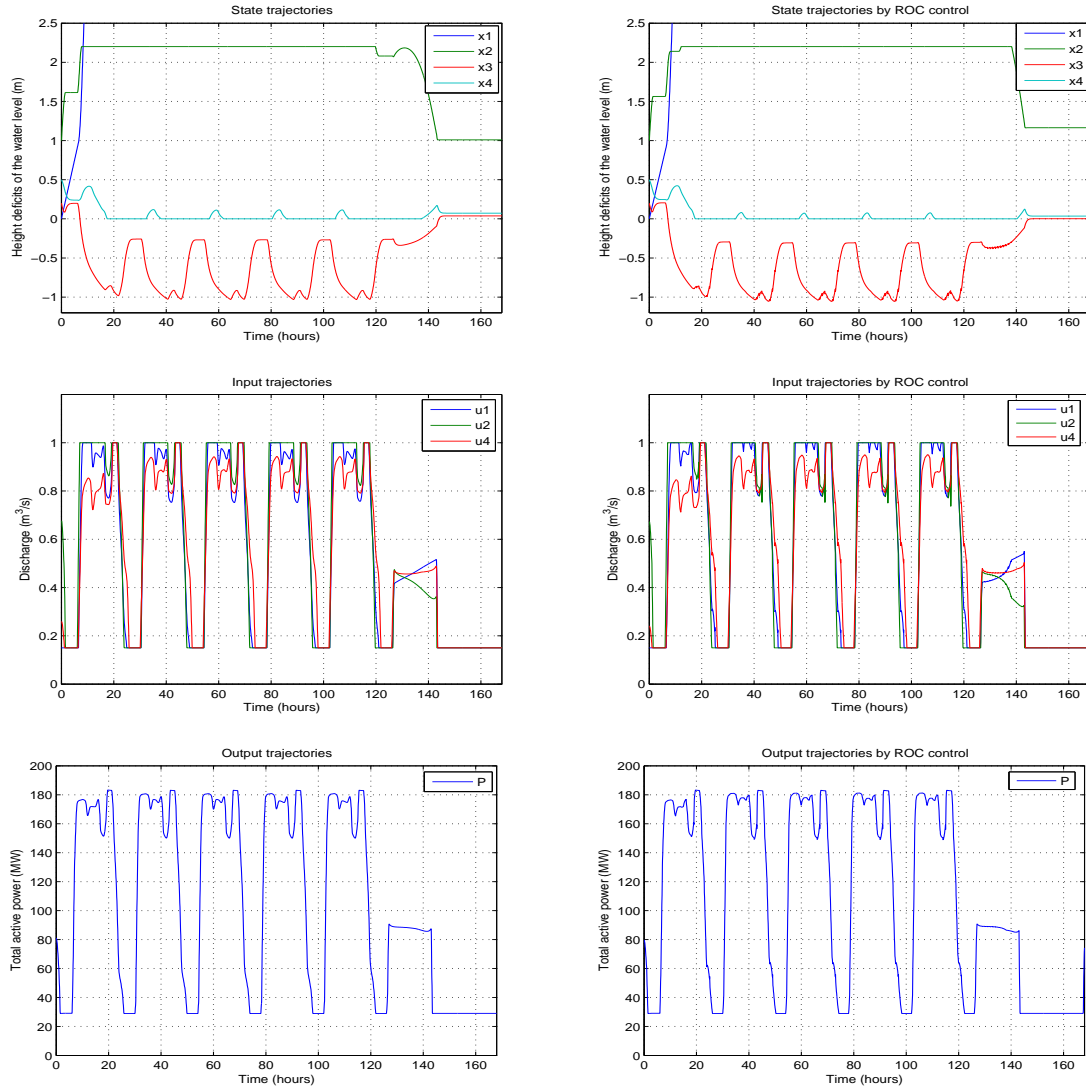 State trajectories
2.5
2
1.5
1
0.5
0
−0.5
−1
Height deficits of the water level (m)
x1
x2
x3
x4
0 20 40 60 80 100 120 140 160
Time (hours)
State trajectories by ROC control
2.5
2
1.5
1
0.5
0
−0.5
−1
Height deficits of the water level (m)
x1
x2
x3
x4
0 20 40 60 80 100 120 140 160
Time (hours)
Input trajectories
1
0.8
0.6
0.4
0.2
0
Discharge (m³/s)
u1
u2
u4
0 20 40 60 80 100 120 140 160
Time (hours)
Input trajectories by ROC control
1
0.8
0.6
0.4
0.2
0
Discharge (m³/s)
u1
u2
u4
0 20 40 60 80 100 120 140 160
Time (hours)
Output trajectories
200
180
160
140
120
100
80
60
40
20
0
Total active power (MW)
P
0 20 40 60 80 100 120 140 160
Time (hours)
Output trajectories by ROC control
200
180
160
140
120
100
80
60
40
20
0
Total active power (MW)
P
0 20 40 60 80 100 120 140 160
Time (hours)